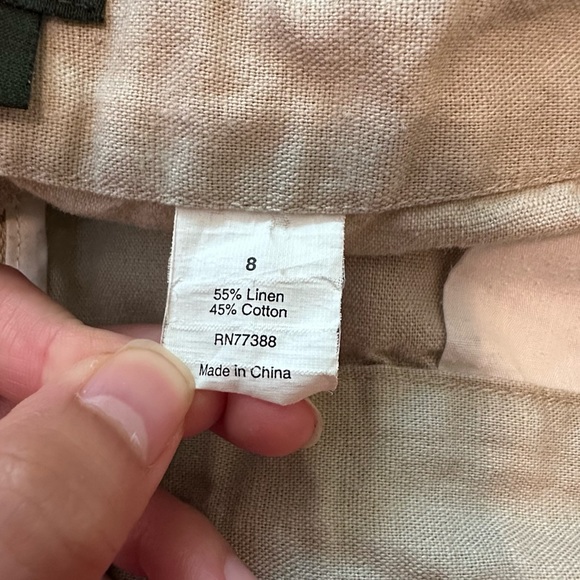 8
55% Linen
45% Cotton
RN77388
Made in China